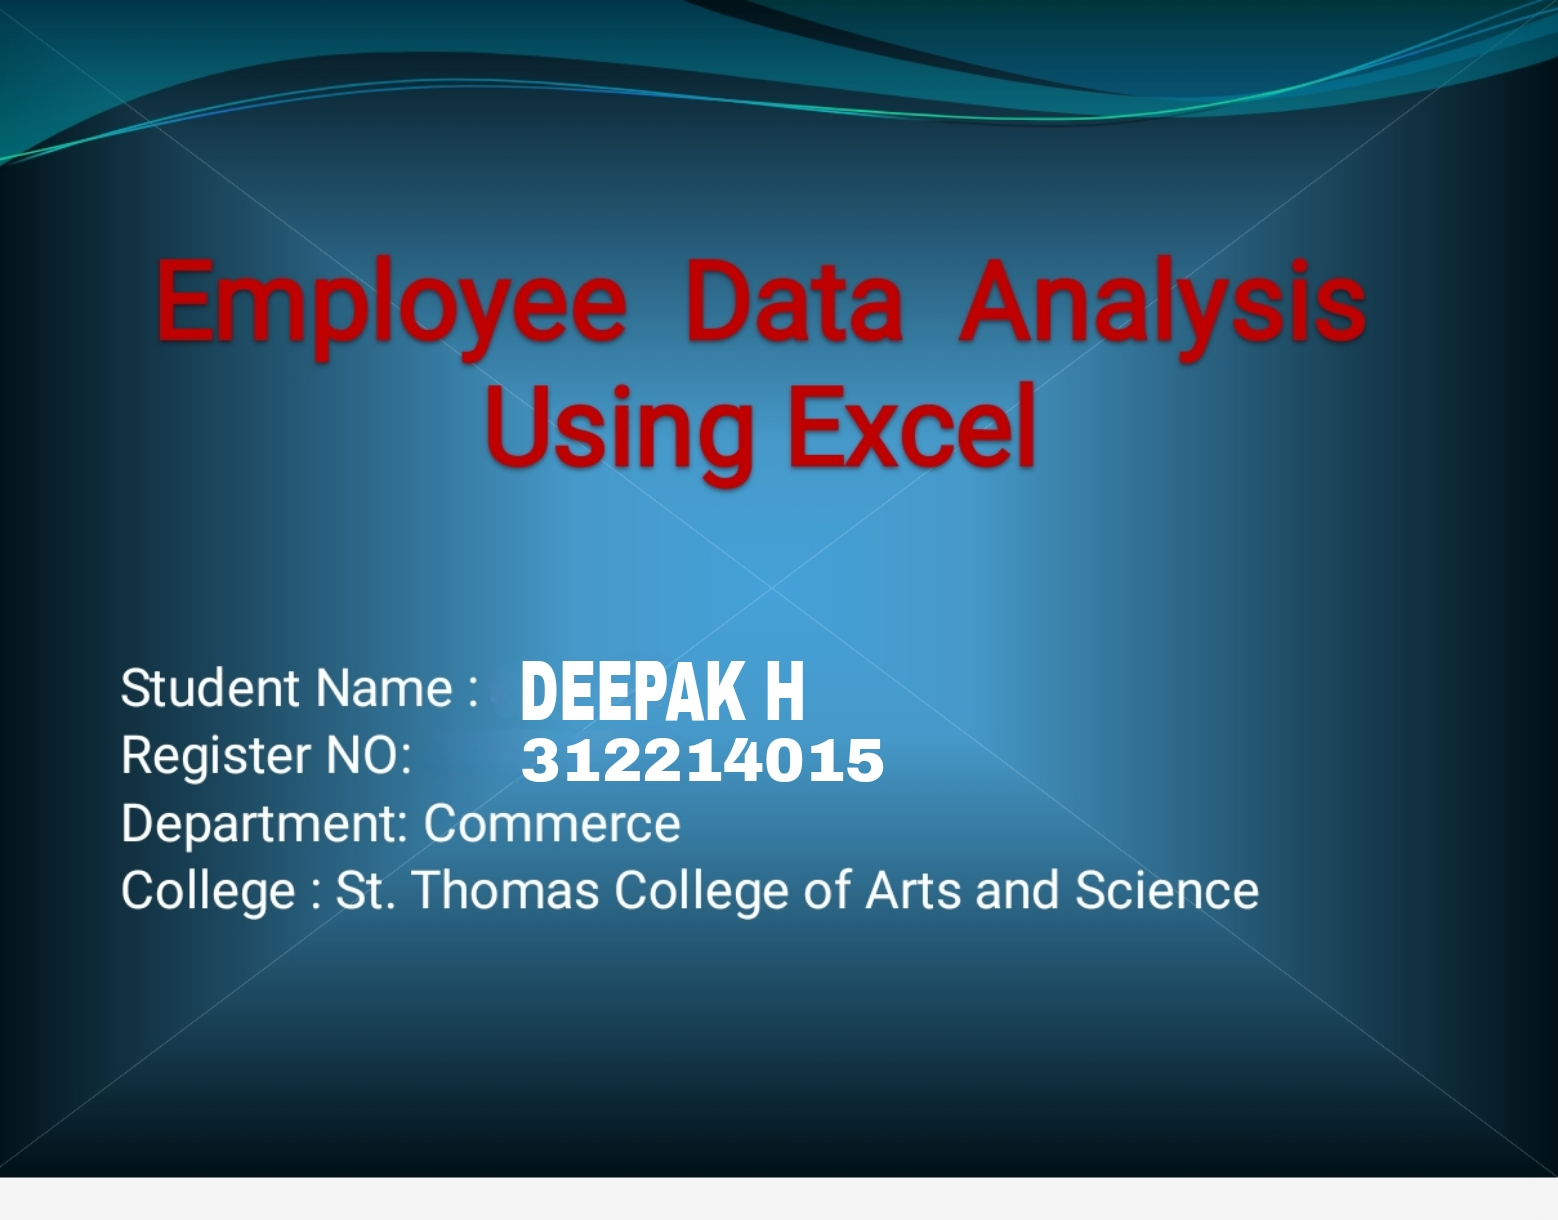 Employee Data Analysis
Using Excel
Student Name : DEEPAK H
Register NO: 312214015
Department: Commerce
College : St. Thomas College of Arts and Science